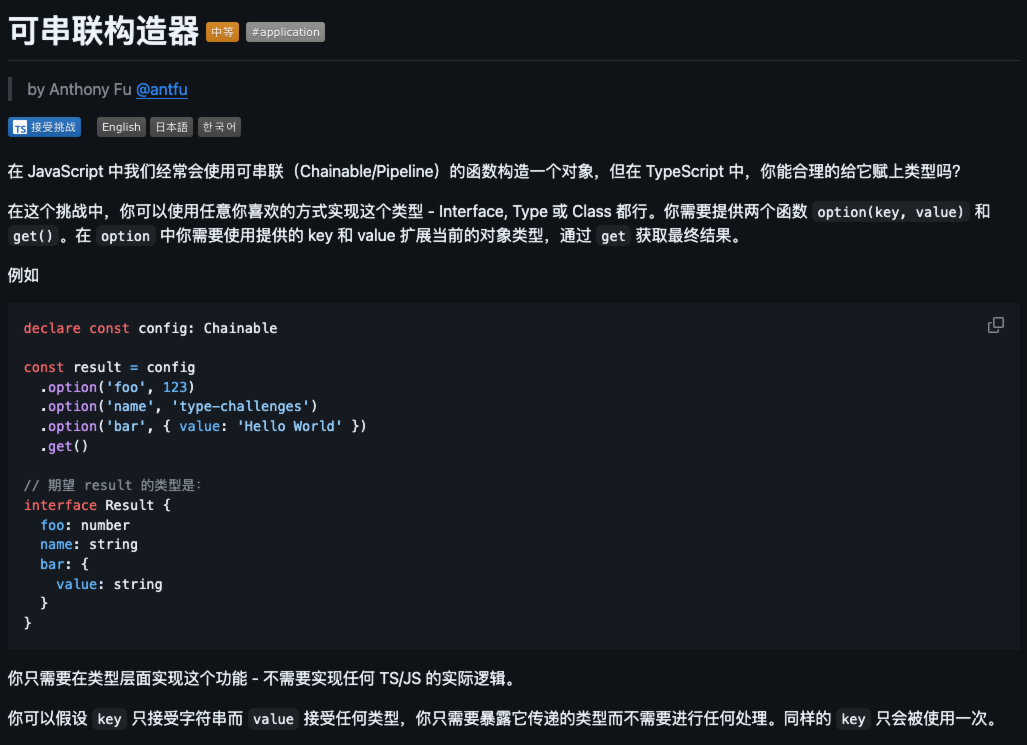 可串联构造器 中等 #application
by Anthony Fu @antfu
TS 接受挑战 English 日本語 한국어
在 JavaScript 中我们经常会使用可串联（Chainable/Pipeline）的函数构造一个对象，但在 TypeScript 中，你能合理的给它赋上类型吗？
在这个挑战中，你可以使用任意你喜欢的方式实现这个类型 - Interface, Type 或 Class 都行。你需要提供两个函数 option(key, value) 和
get() 。在 option 中你需要使用提供的 key 和 value 扩展当前的对象类型，通过 get 获取最终结果。
例如
declare const config: Chainable
const result = config
  .option('foo', 123)
  .option('name', 'type-challenges')
  .option('bar', { value: 'Hello World' })
  .get()
// 期望 result 的类型是：
interface Result {
  foo: number
  name: string
  bar: {
    value: string
  }
}
你只需要在类型层面实现这个功能 - 不需要实现任何 TS/JS 的实际逻辑。
你可以假设 key 只接受字符串而 value 接受任何类型，你只需要暴露它传递的类型而不需要进行任何处理。同样的 key 只会被使用一次。